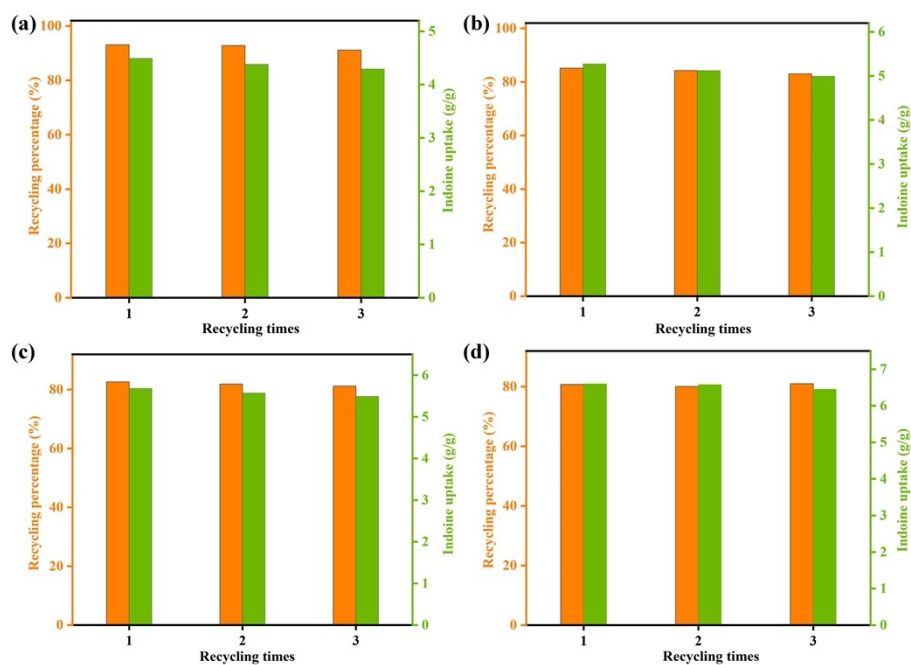 (a)
100
80
60
40
20
0
Recycling percentage (%)
5
4
3
2
1
0
Indoine uptake (g/g)
1 2 3
Recycling times
(b)
100
80
60
40
20
0
Recycling percentage (%)
6
5
4
3
2
1
0
Indoine uptake (g/g)
1 2 3
Recycling times
(c)
80
60
40
20
0
Recycling percentage (%)
6
5
4
3
2
1
0
Indoine uptake (g/g)
1 2 3
Recycling times
(d)
80
60
40
20
0
Recycling percentage (%)
7
6
5
4
3
2
1
0
Indoine uptake (g/g)
1 2 3
Recycling times